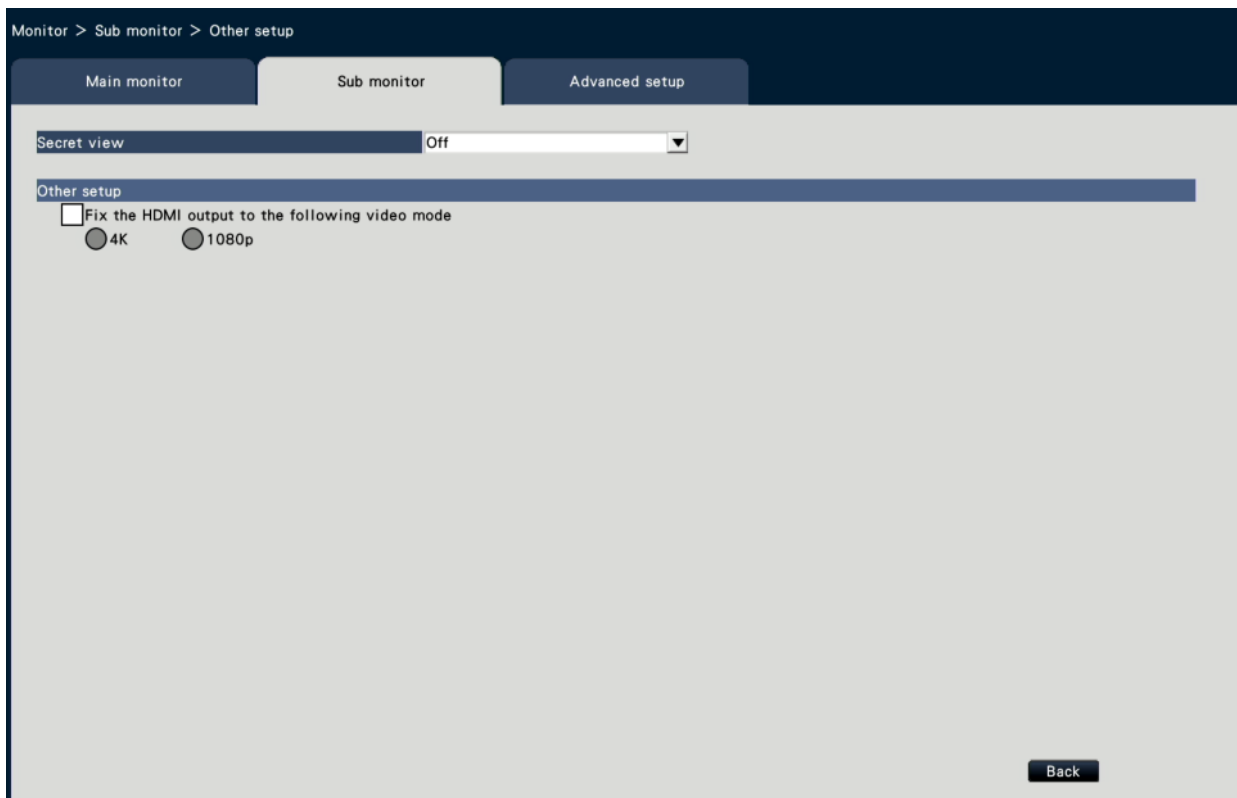 Monitor > Sub monitor > Other setup
Main monitor Sub monitor Advanced setup
Secret view Off
Other setup
Fix the HDMI output to the following video mode
4K 1080p
Back